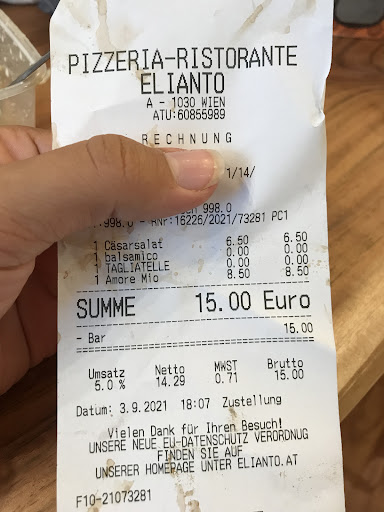 PIZZERIA-RISTORANTE
ELIANTO
A - 1030 WIEN
ATU:60855989
RECHNUNG
1/14/
998.0
.998.0 - RNF:16226/2021/73281 PC1
1 Cäsarsalat 6.50 6.50
1 balsamico 0.00 0.00
1 TAGLIATELLE 0.00 0.00
1 Amore Mio 8.50 8.50
SUMME 15.00 Euro
- Bar 15.00
Umsatz Netto MWST Brutto
5.0 % 14.29 0.71 15.00
Datum: 3.9.2021 18:07 Zustellung
Vielen Dank für Ihren Besuch!
UNSERE NEUE EU-DATENSCHUTZ VERORDNUG
FINDEN SIE AUF
UNSERER HOMEPAGE UNTER ELIANTO.AT
F10-21073281